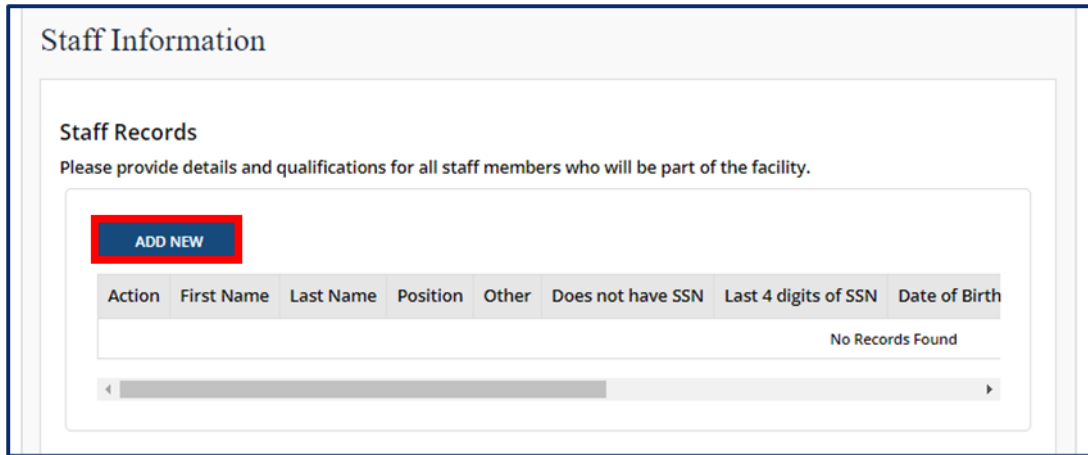 Staff Information
Staff Records
Please provide details and qualifications for all staff members who will be part of the facility.
ADD NEW
Action First Name Last Name Position Other Does not have SSN Last 4 digits of SSN Date of Birth
No Records Found